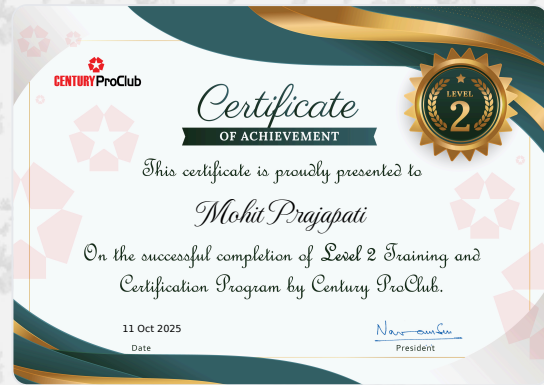 CENTURYProClub
Certificate
OF ACHIEVEMENT
LEVEL
2
This certificate is proudly presented to
Mohit Prajapati
On the successful completion of Level 2 Training and
Certification Program by Century ProClub.
11 Oct 2025
Date
President